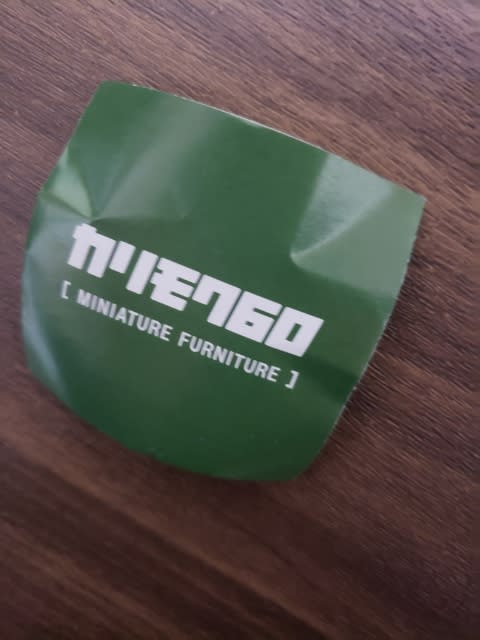 カリモク60
[ MINIATURE FURNITURE ]